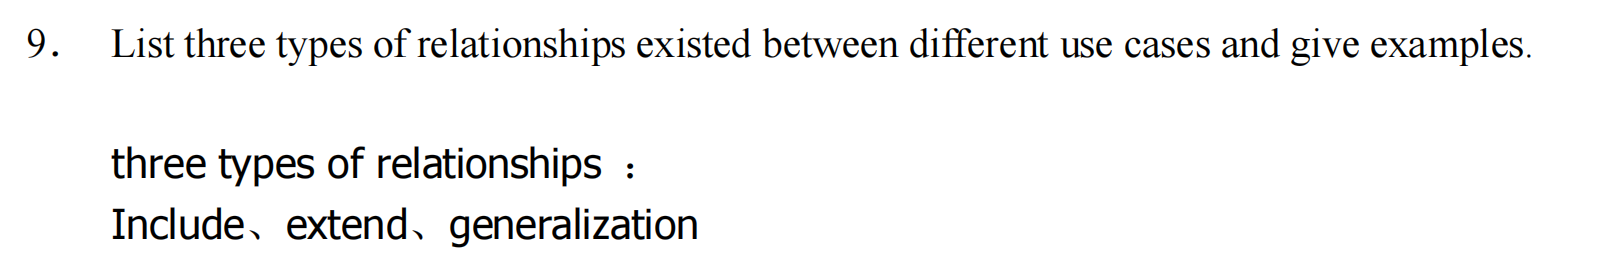 9. List three types of relationships existed between different use cases and give examples.
three types of relationships ：
Include、extend、generalization